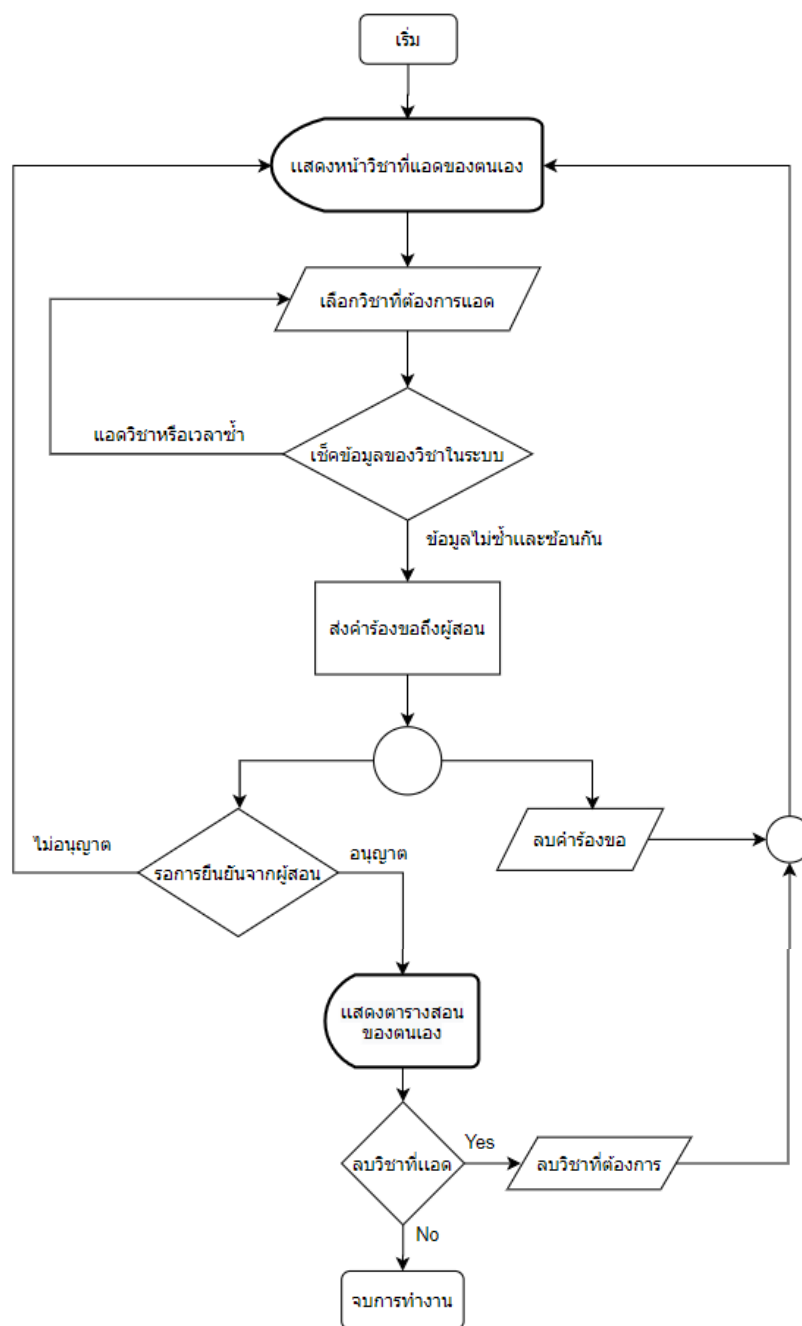 เริ่ม
แสดงหน้าวิชาที่แอดของตนเอง
เลือกวิชาที่ต้องการแอด
แอดวิชาหรือเวลาซ้ำ
เช็คข้อมูลของวิชาในระบบ
ข้อมูลไม่ซ้ำและซ้อนกัน
ส่งคำร้องขอถึงผู้สอน
ไม่อนุญาต
รอการยืนยันจากผู้สอน
อนุญาต
ลบคำร้องขอ
แสดงตารางสอน
ของตนเอง
ลบวิชาที่แอด
Yes
ลบวิชาที่ต้องการ
No
จบการทำงาน